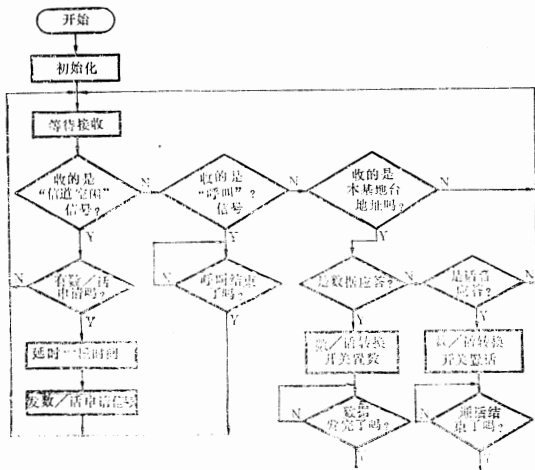 开始
初始化
等待接收
收的是
“信道空闲”
信号?
N
Y
收的是
“呼叫”?
信号
N
Y
收的是
本基地台
地址吗?
N
Y
N
有数/话
申请吗?
Y
N
呼叫结束
了吗?
Y
是数据应答?
N
Y
是话音
应答?
N
Y
延时一段时间
发数/话申请信号
数/话转换
开关置数
数/话转换
开关置话
N
数据
发完了吗?
Y
N
通话结
束了吗?
Y